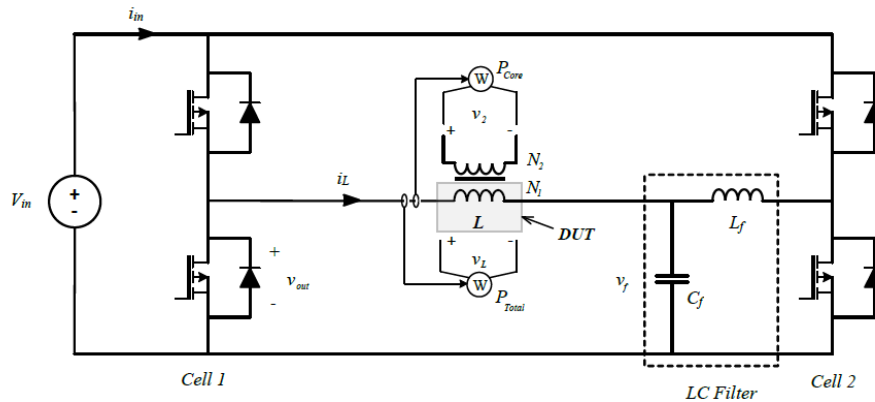 i_in
P_Core
W
v_2
+ -
N_2
i_L
N_1
V_in
+
-
L
DUT
L_f
+ -
v_L
+
v_out
-
v_f
C_f
W
P_Total
Cell 1
LC Filter
Cell 2